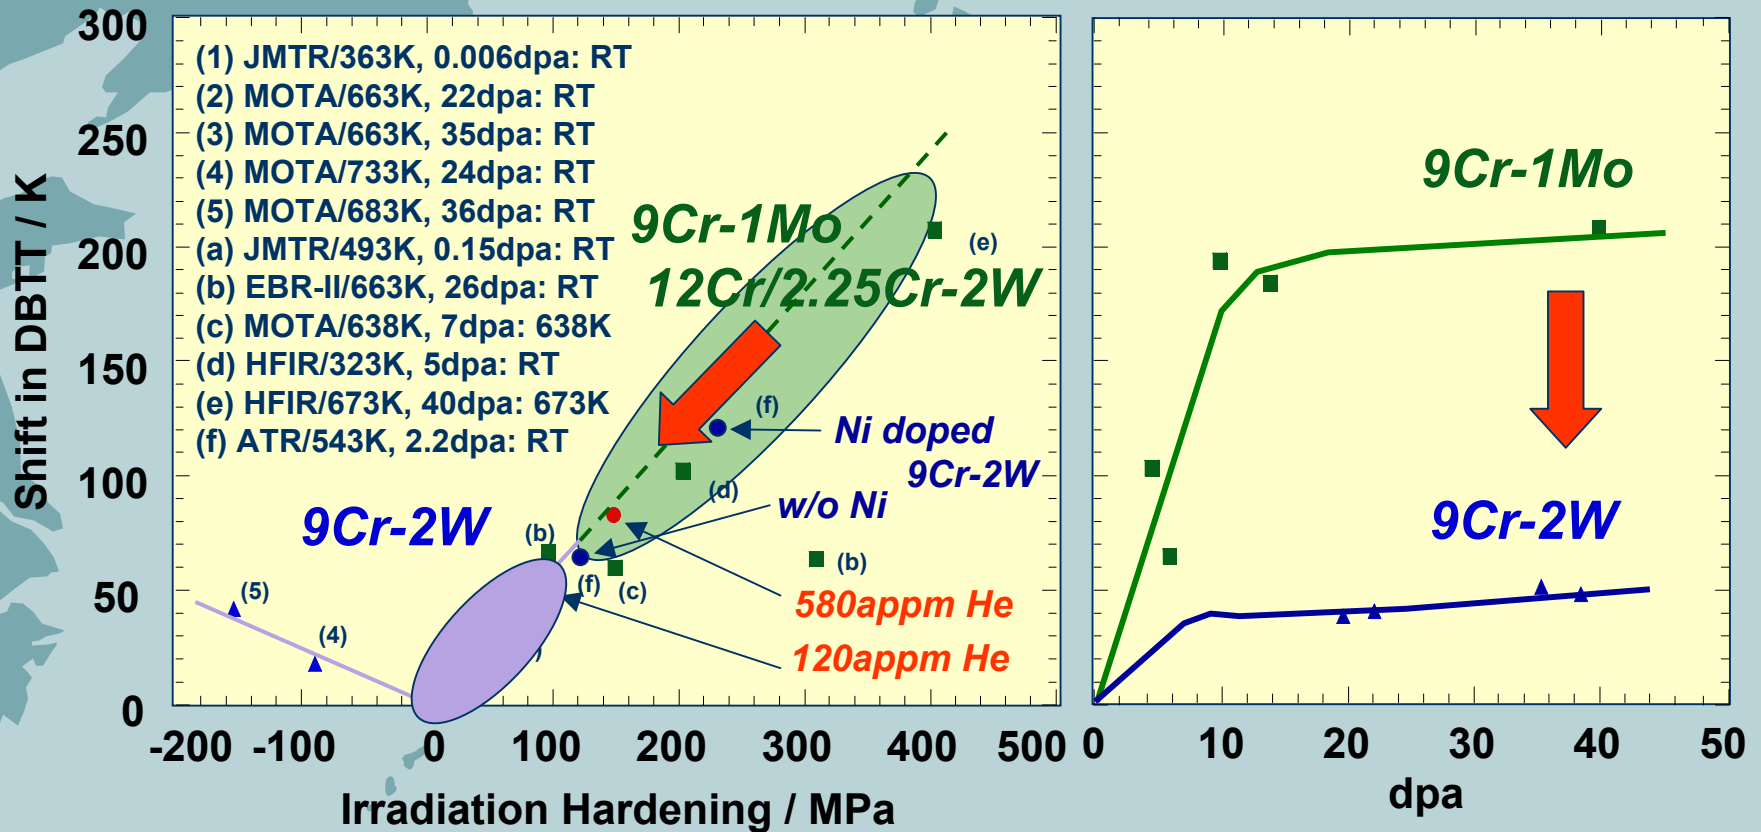 300
250
200
150
100
50
0
Shift in DBTT / K
(1) JMTR/363K, 0.006dpa: RT
(2) MOTA/663K, 22dpa: RT
(3) MOTA/663K, 35dpa: RT
(4) MOTA/733K, 24dpa: RT
(5) MOTA/683K, 36dpa: RT
(a) JMTR/493K, 0.15dpa: RT
(b) EBR-II/663K, 26dpa: RT
(c) MOTA/638K, 7dpa: 638K
(d) HFIR/323K, 5dpa: RT
(e) HFIR/673K, 40dpa: 673K
(f) ATR/543K, 2.2dpa: RT
9Cr-1Mo
12Cr/2.25Cr-2W
(e)
(f)
Ni doped
9Cr-2W
(d)
w/o Ni
9Cr-2W
(b)
(b)
(f)
(c)
580appm He
120appm He
(5)
(4)
-200 -100 0 100 200 300 400 500
Irradiation Hardening / MPa
9Cr-1Mo
9Cr-2W
0 10 20 30 40 50
dpa